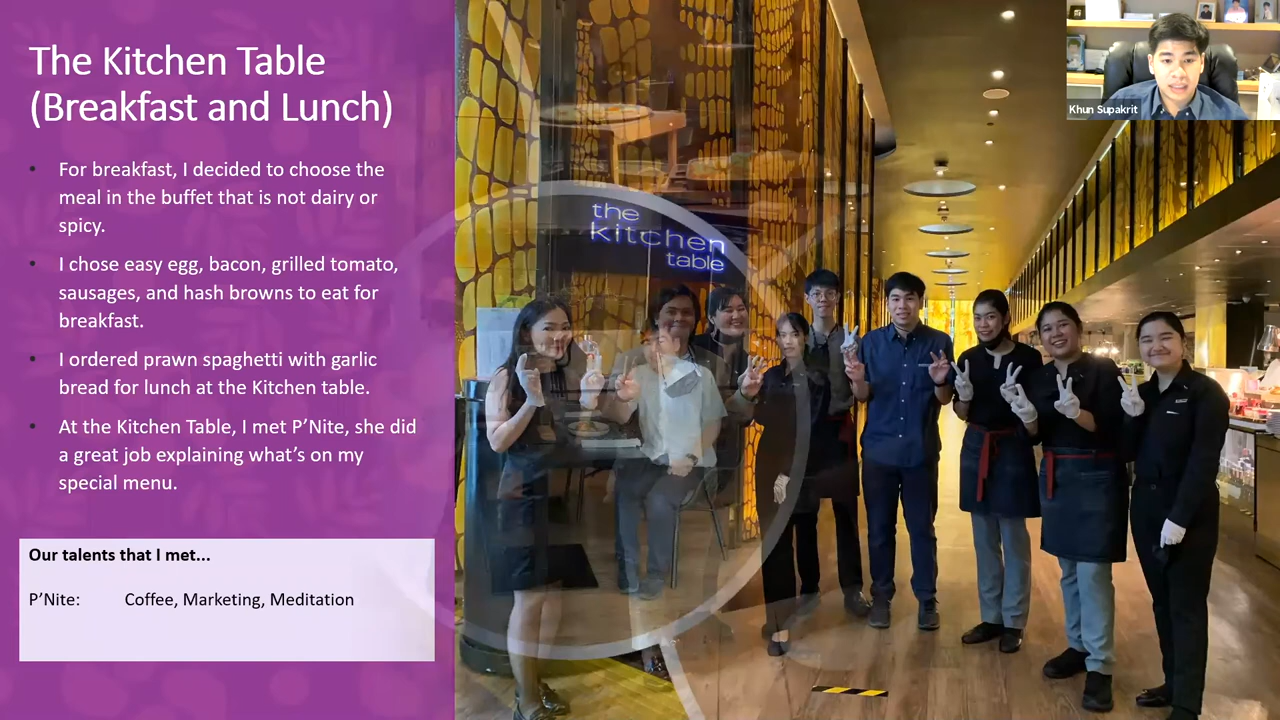 The Kitchen Table
(Breakfast and Lunch)
• For breakfast, I decided to choose the
meal in the buffet that is not dairy or
spicy.
• I chose easy egg, bacon, grilled tomato,
sausages, and hash browns to eat for
breakfast.
• I ordered prawn spaghetti with garlic
bread for lunch at the Kitchen table.
• At the Kitchen Table, I met P’Nite, she did
a great job explaining what’s on my
special menu.
Our talents that I met...
P’Nite: Coffee, Marketing, Meditation
the
kitchen
table
Khun Supakrit